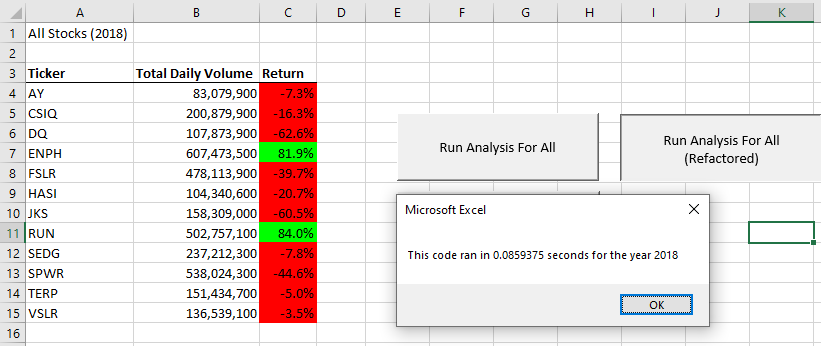 A B C D E F G H I J K
1 All Stocks (2018)
2
3 Ticker Total Daily Volume Return
4 AY 83,079,900 -7.3%
5 CSIQ 200,879,900 -16.3%
6 DQ 107,873,900 -62.6%
7 ENPH 607,473,500 81.9%
8 FSLR 478,113,900 -39.7%
9 HASI 104,340,600 -20.7%
10 JKS 158,309,000 -60.5%
11 RUN 502,757,100 84.0%
12 SEDG 237,212,300 -7.8%
13 SPWR 538,024,300 -44.6%
14 TERP 151,434,700 -5.0%
15 VSLR 136,539,100 -3.5%
16
Run Analysis For All
Run Analysis For All
(Refactored)
Microsoft Excel
This code ran in 0.0859375 seconds for the year 2018
OK